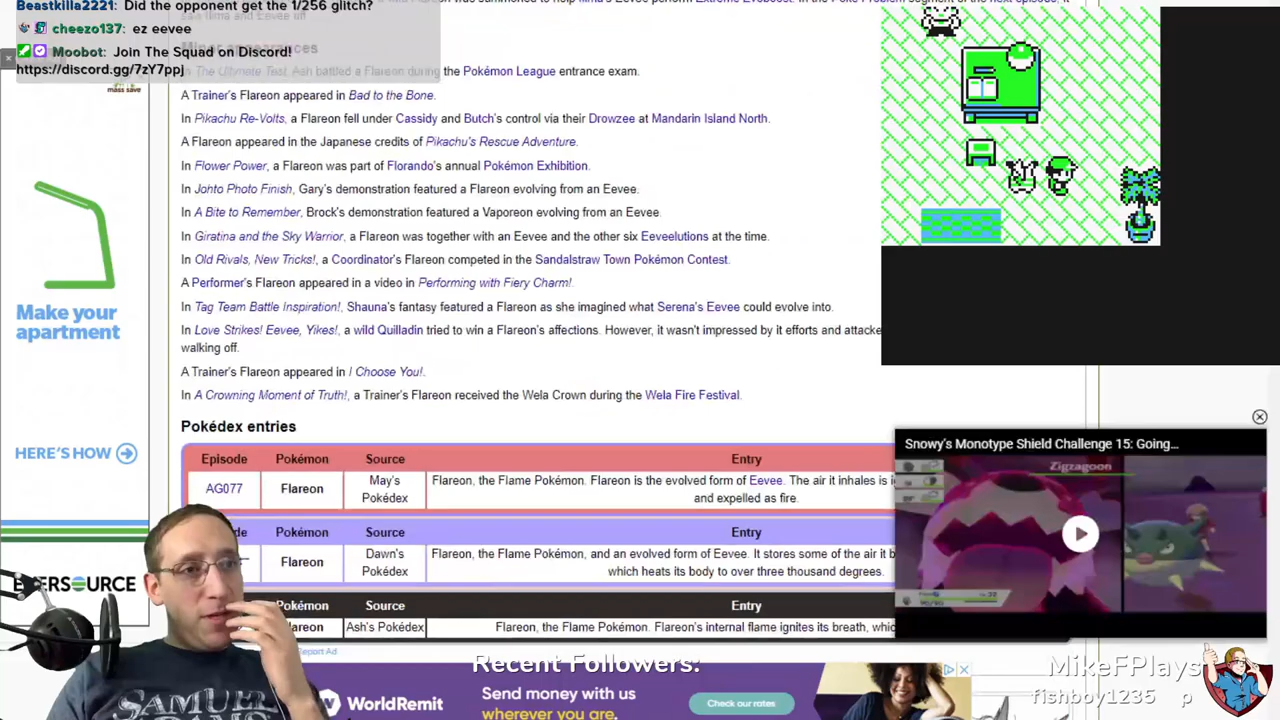 Beastkilla2221: Did the opponent get the 1/256 glitch?
cheezo137: ez eevee
Moobot: Join The Squad on Discord!
https://discord.gg/7zY7ppj
mass save
Ash battled a Flareon during the Pokémon League entrance exam.
A Trainer's Flareon appeared in Bad to the Bone.
In Pikachu Re-Volts, a Flareon fell under Cassidy and Butch's control via their Drowzee at Mandarin Island North.
A Flareon appeared in the Japanese credits of Pikachu's Rescue Adventure.
In Flower Power, a Flareon was part of Florando's annual Pokémon Exhibition.
In Johto Photo Finish, Gary's demonstration featured a Flareon evolving from an Eevee.
In A Bite to Remember, Brock's demonstration featured a Vaporeon evolving from an Eevee.
In Giratina and the Sky Warrior, a Flareon was together with an Eevee and the other six Eeveelutions at the time.
In Old Rivals, New Tricks!, a Coordinator's Flareon competed in the Sandalstraw Town Pokémon Contest.
A Performer's Flareon appeared in a video in Performing with Fiery Charm!.
In Tag Team Battle Inspiration!, Shauna's fantasy featured a Flareon as she imagined what Serena's Eevee could evolve into.
In Love Strikes! Eevee, Yikes!, a wild Quilladin tried to win a Flareon's affections. However, it wasn't impressed by it efforts and attacke
walking off.
A Trainer's Flareon appeared in I Choose You!.
In A Crowning Moment of Truth!, a Trainer's Flareon received the Wela Crown during the Wela Fire Festival.
Pokédex entries
Episode Pokémon Source Entry
AG077 Flareon May's Pokédex Flareon, the Flame Pokémon. Flareon is the evolved form of Eevee. The air it inhales is
and expelled as fire.
Pokémon Source Entry
Flareon Dawn's Pokédex Flareon, the Flame Pokémon, and an evolved form of Eevee. It stores some of the air it b
which heats its body to over three thousand degrees.
Pokémon Source Entry
Flareon Ash's Pokédex Flareon, the Flame Pokémon. Flareon's internal flame ignites its breath, whic
Make your
apartment
HERE'S HOW
ERSOURCE
Snowy's Monotype Shield Challenge 15: Going...
Zigzagoon
Report Ad
Recent Followers:
WorldRemit
Send money with us
wherever you are.
Check our rates
MikeFPlays
fishboy1235 p
SAMUR